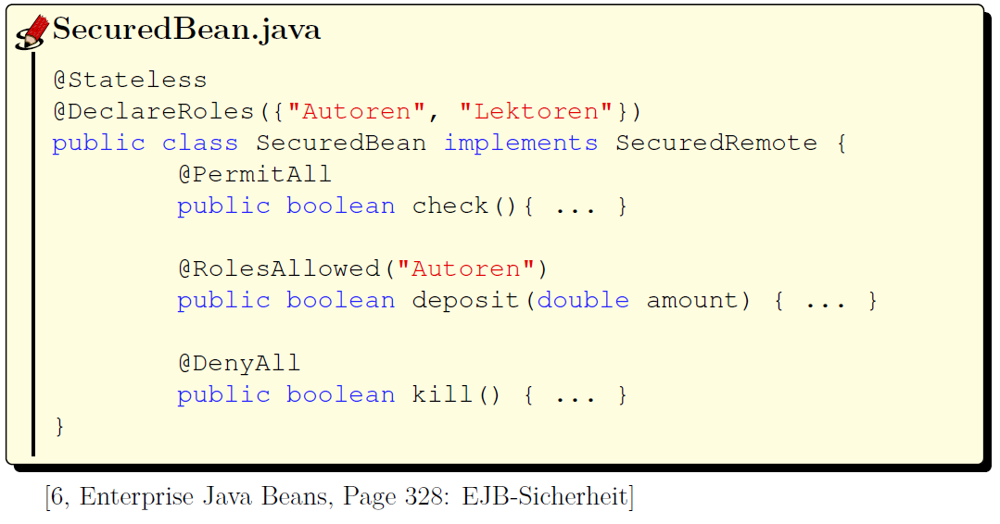 SecuredBean.java
@Stateless
@DeclareRoles({"Autoren", "Lektoren"})
public class SecuredBean implements SecuredRemote {
@PermitAll
public boolean check(){ ... }
@RolesAllowed("Autoren")
public boolean deposit(double amount) { ... }
@DenyAll
public boolean kill() { ... }
}
[6, Enterprise Java Beans, Page 328: EJB-Sicherheit]